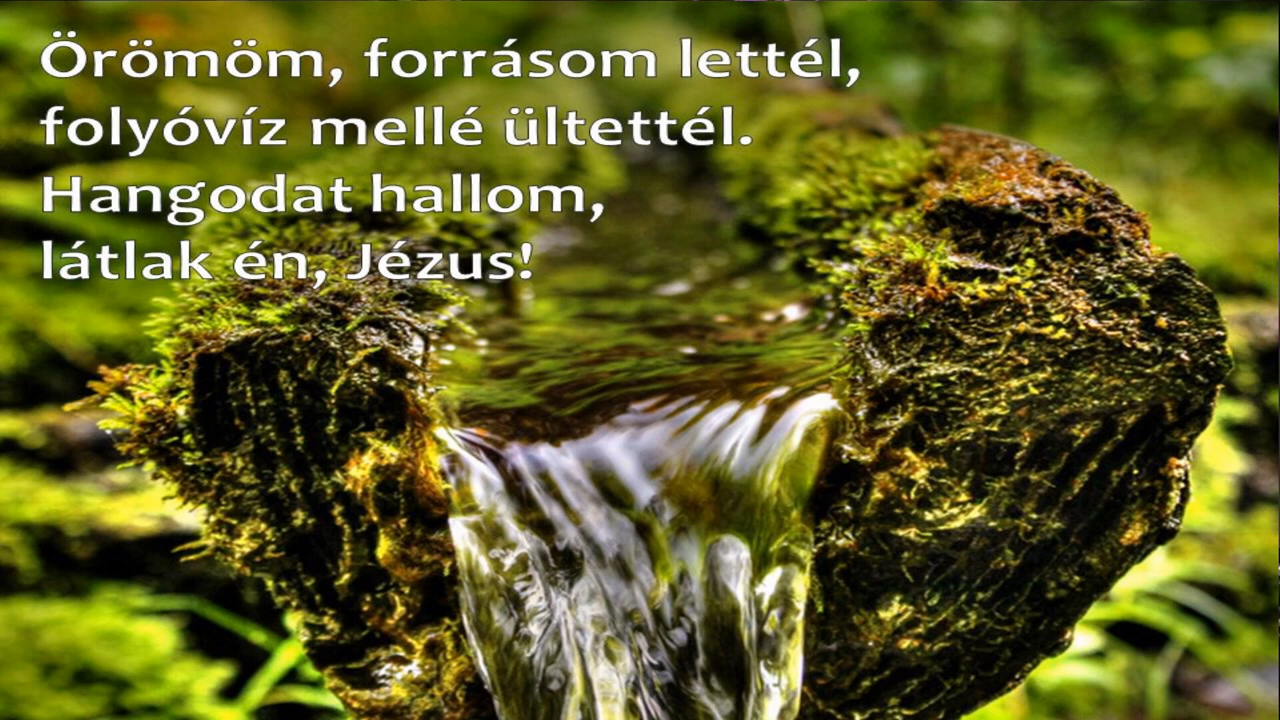 Örömöm, forrásom lettél,
folyóvíz mellé ültettél.
Hangodat hallom,
látlak én, Jézus!